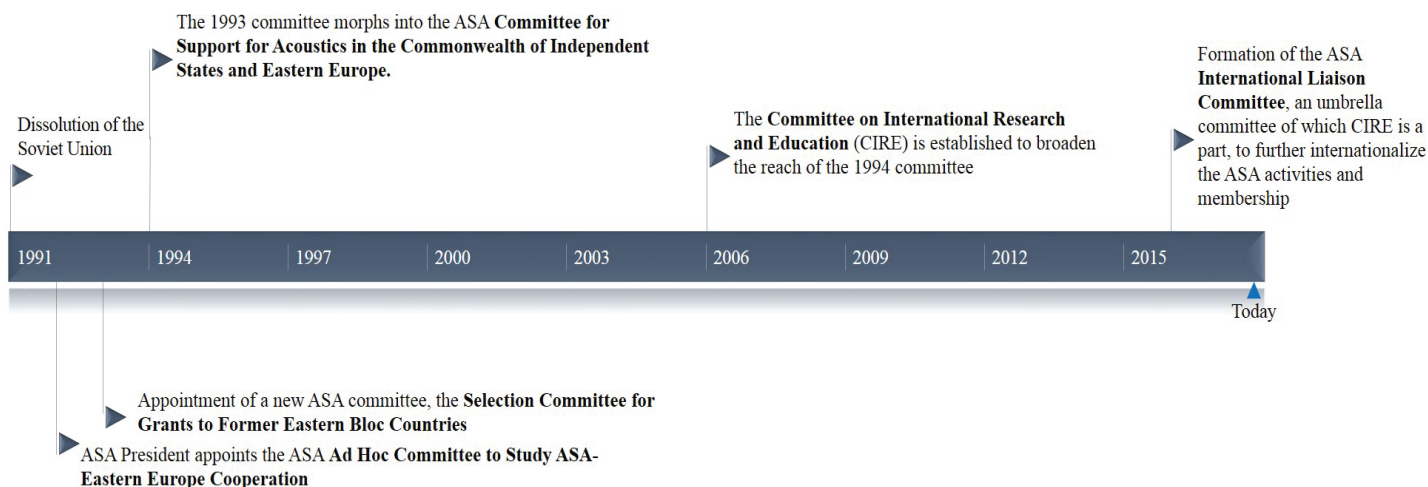 The 1993 committee morphs into the ASA Committee for
Support for Acoustics in the Commonwealth of Independent
States and Eastern Europe.
Dissolution of the
Soviet Union
The Committee on International Research
and Education (CIRE) is established to broaden
the reach of the 1994 committee
Formation of the ASA
International Liaison
Committee, an umbrella
committee of which CIRE is a
part, to further internationalize
the ASA activities and
membership
1991 1994 1997 2000 2003 2006 2009 2012 2015
Today
Appointment of a new ASA committee, the Selection Committee for
Grants to Former Eastern Bloc Countries
ASA President appoints the ASA Ad Hoc Committee to Study ASA-
Eastern Europe Cooperation